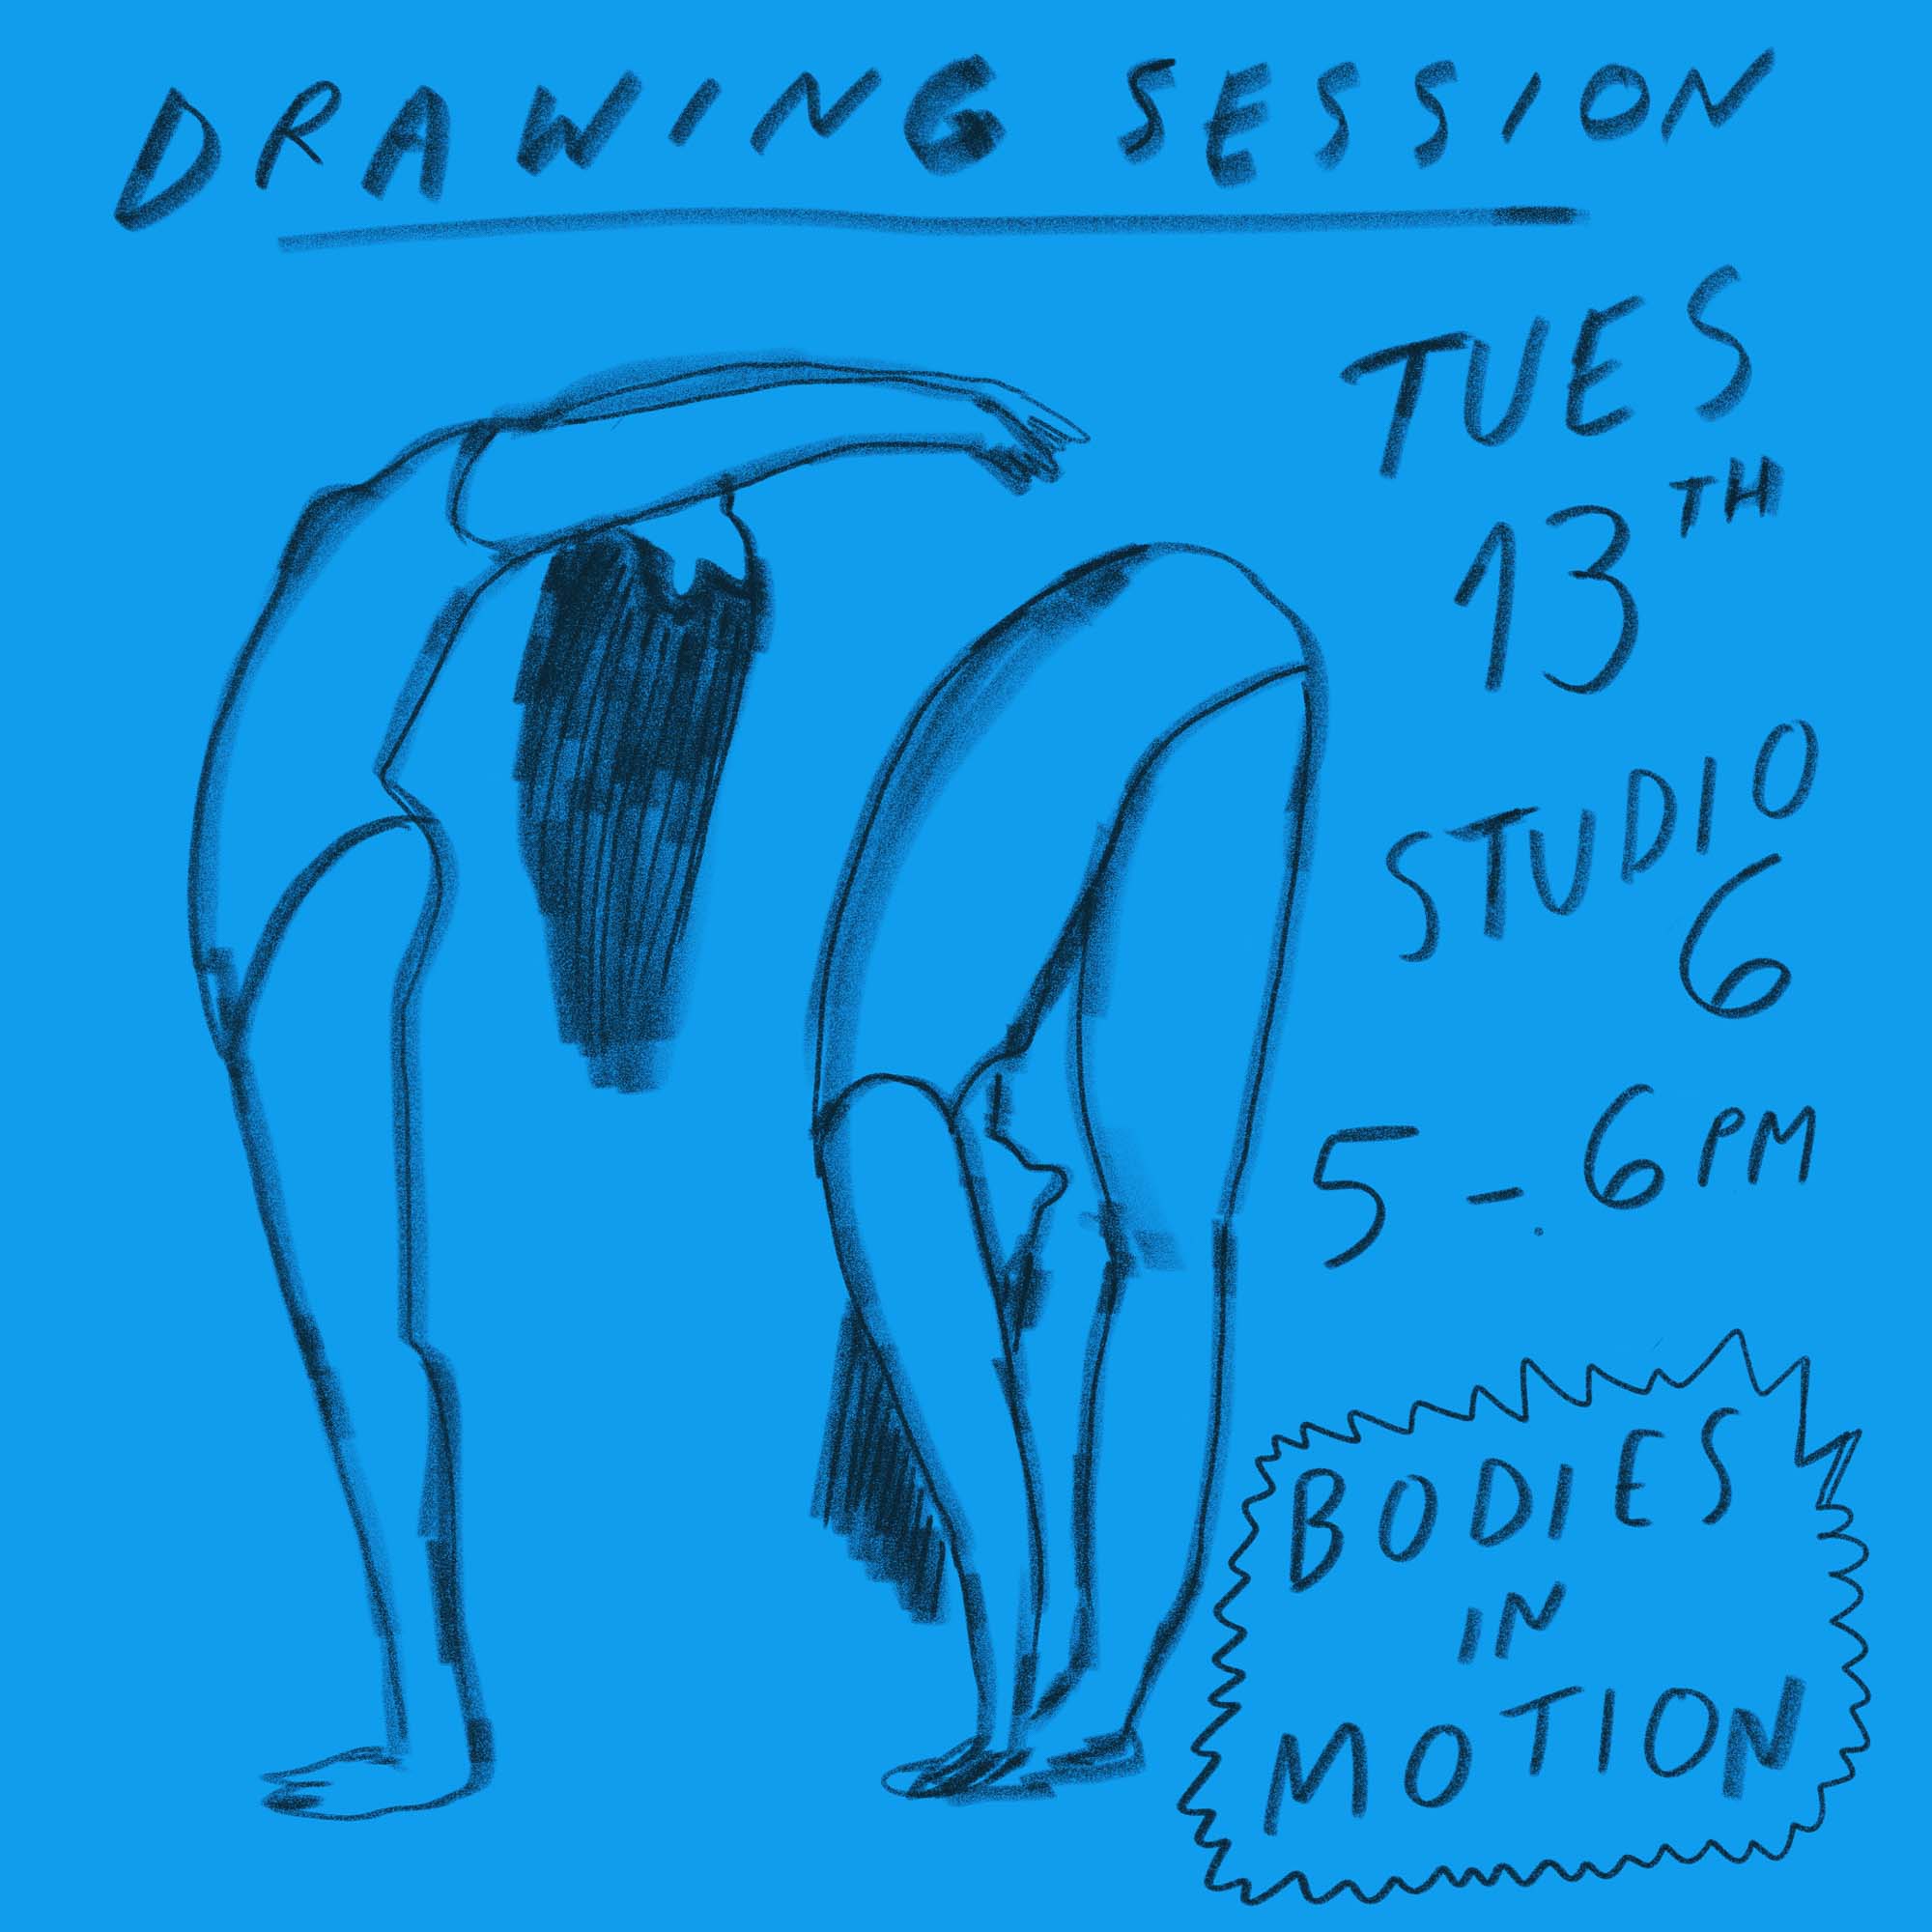 DRAWING SESSION
TUES
13TH
STUDIO
6
5-6PM
BODIES
IN
MOTION